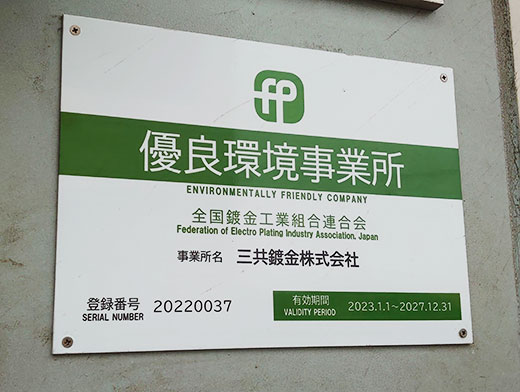 fp
優良環境事業所
ENVIRONMENTALLY FRIENDLY COMPANY
全国鍍金工業組合連合会
Federation of Electro Plating Industry Association, Japan
事業所名 三共鍍金株式会社
登録番号 20220037
SERIAL NUMBER
有効期間 2023.1.1～2027.12.31
VALIDITY PERIOD